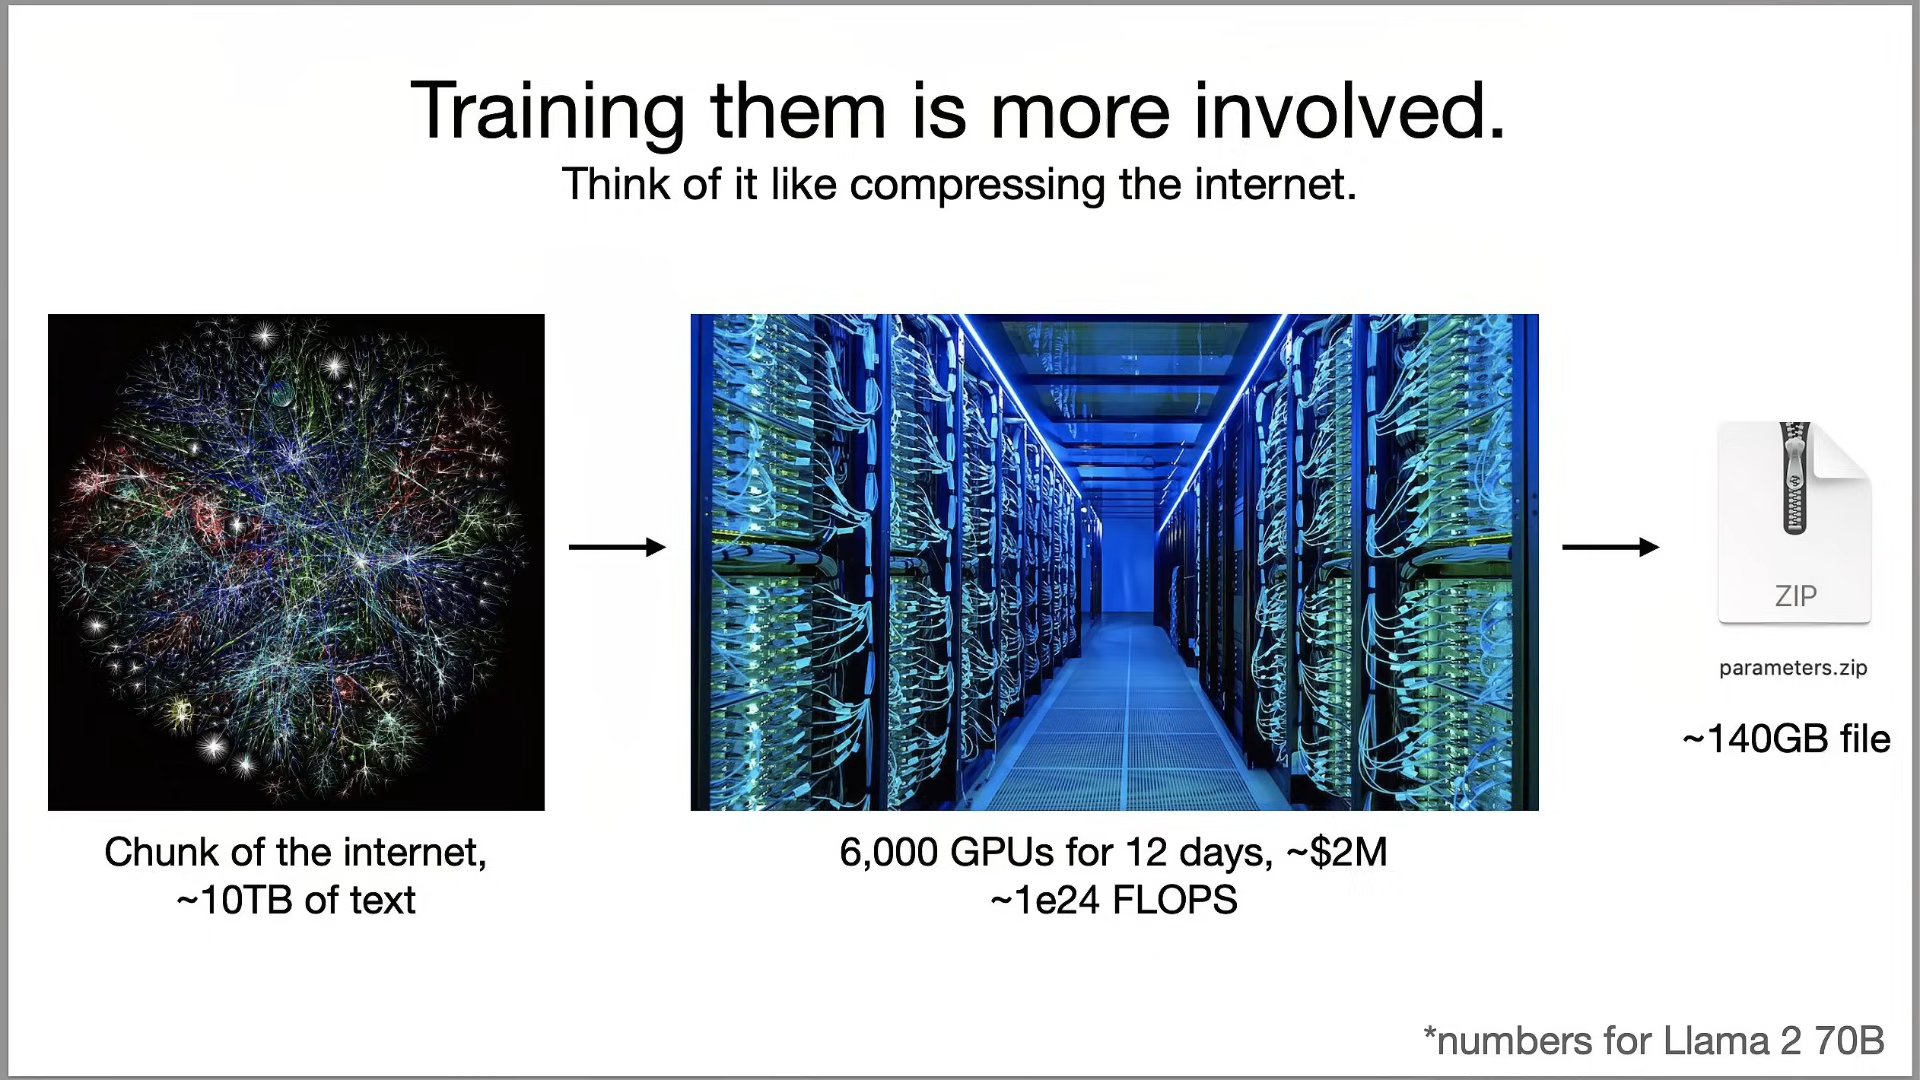 Training them is more involved.
Think of it like compressing the internet.
Chunk of the internet,
~10TB of text
6,000 GPUs for 12 days, ~$2M
~1e24 FLOPS
ZIP
parameters.zip
~140GB file
*numbers for Llama 2 70B